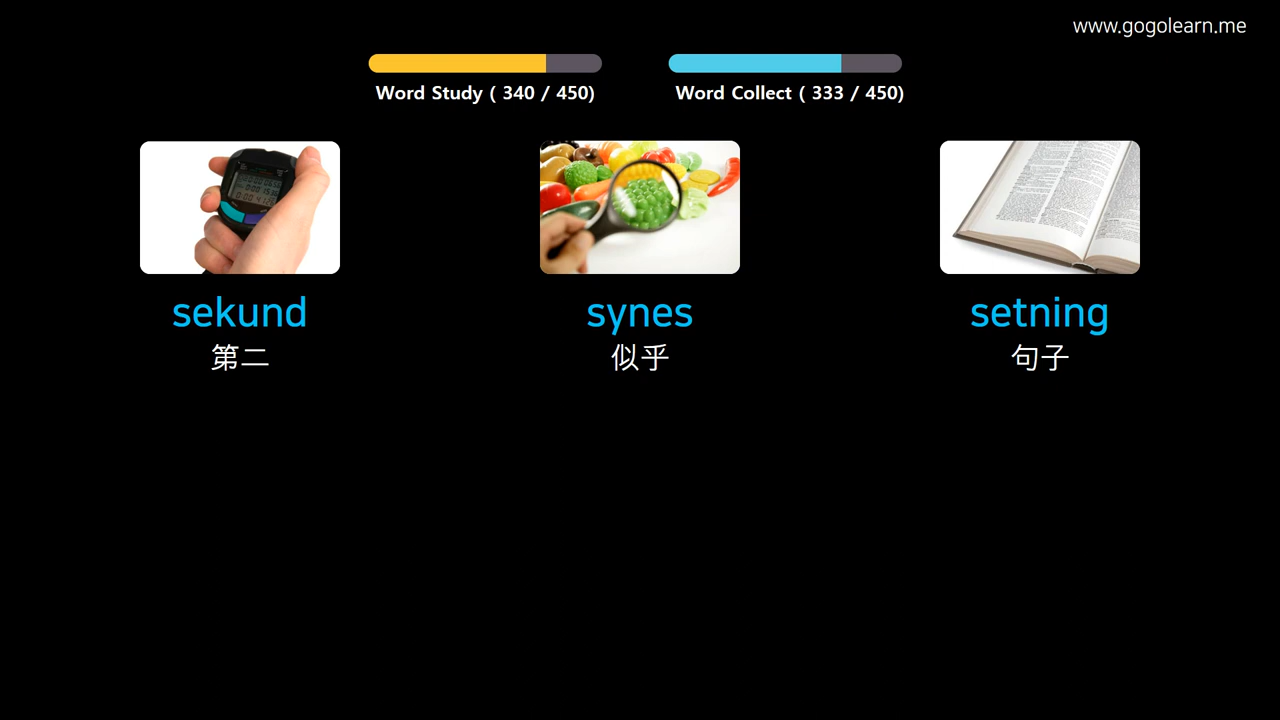 www.gogolearn.me
Word Study ( 340 / 450)
Word Collect ( 333 / 450)
sekund
第二
synes
似乎
setning
句子